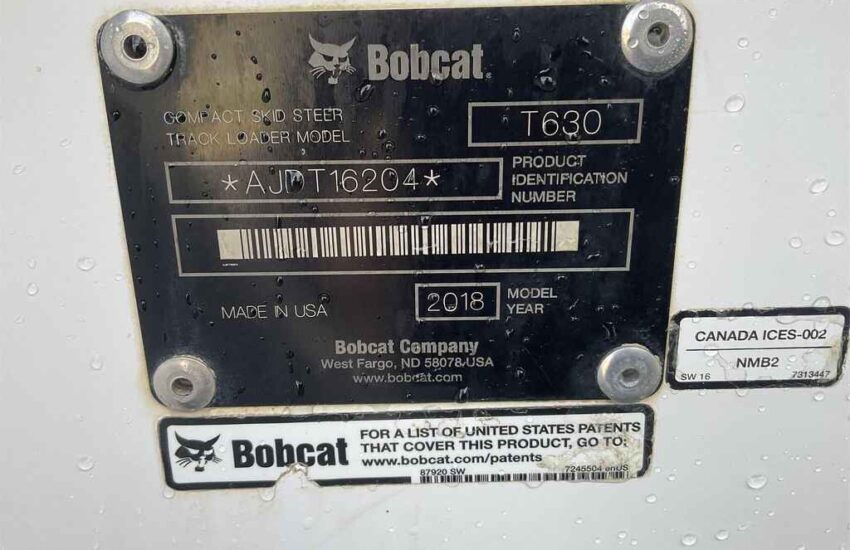 Bobcat
COMPACT SKID STEER
TRACK LOADER MODEL
T630
*AJDT16204*
PRODUCT
IDENTIFICATION
NUMBER
MADE IN USA
2018
MODEL
YEAR
Bobcat Company
West Fargo, ND 58078 USA
www.bobcat.com
CANADA ICES-002
NMB2
SW 16
7313447
Bobcat
FOR A LIST OF UNITED STATES PATENTS
THAT COVER THIS PRODUCT, GO TO:
www.bobcat.com/patents
87920 SW
7245504 enUS